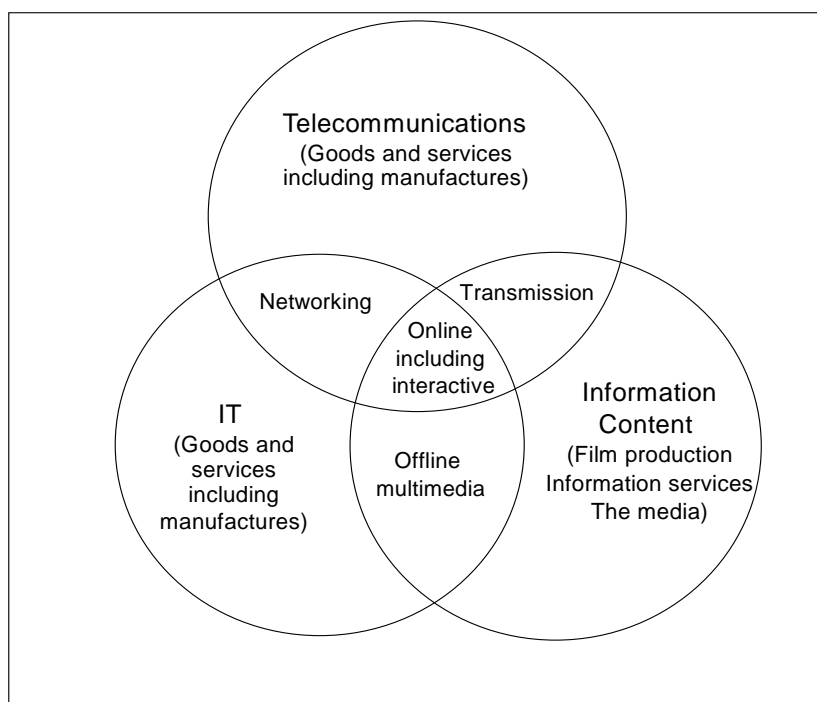 Telecommunications
(Goods and services
including manufactures)
Networking
Transmission
Online
including
interactive
IT
(Goods and
services
including
manufactures)
Offline
multimedia
Information
Content
(Film production
Information services
The media)